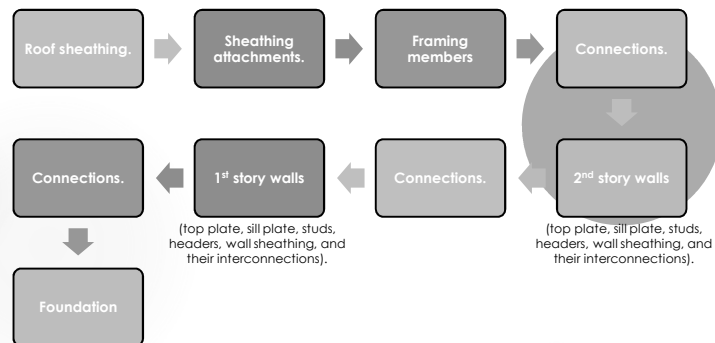 Roof sheathing.
Sheathing
attachments.
Framing
members
Connections.
2nd story walls
(top plate, sill plate, studs,
headers, wall sheathing, and
their interconnections).
Connections.
1st story walls
(top plate, sill plate, studs,
headers, wall sheathing, and
their interconnections).
Connections.
Foundation